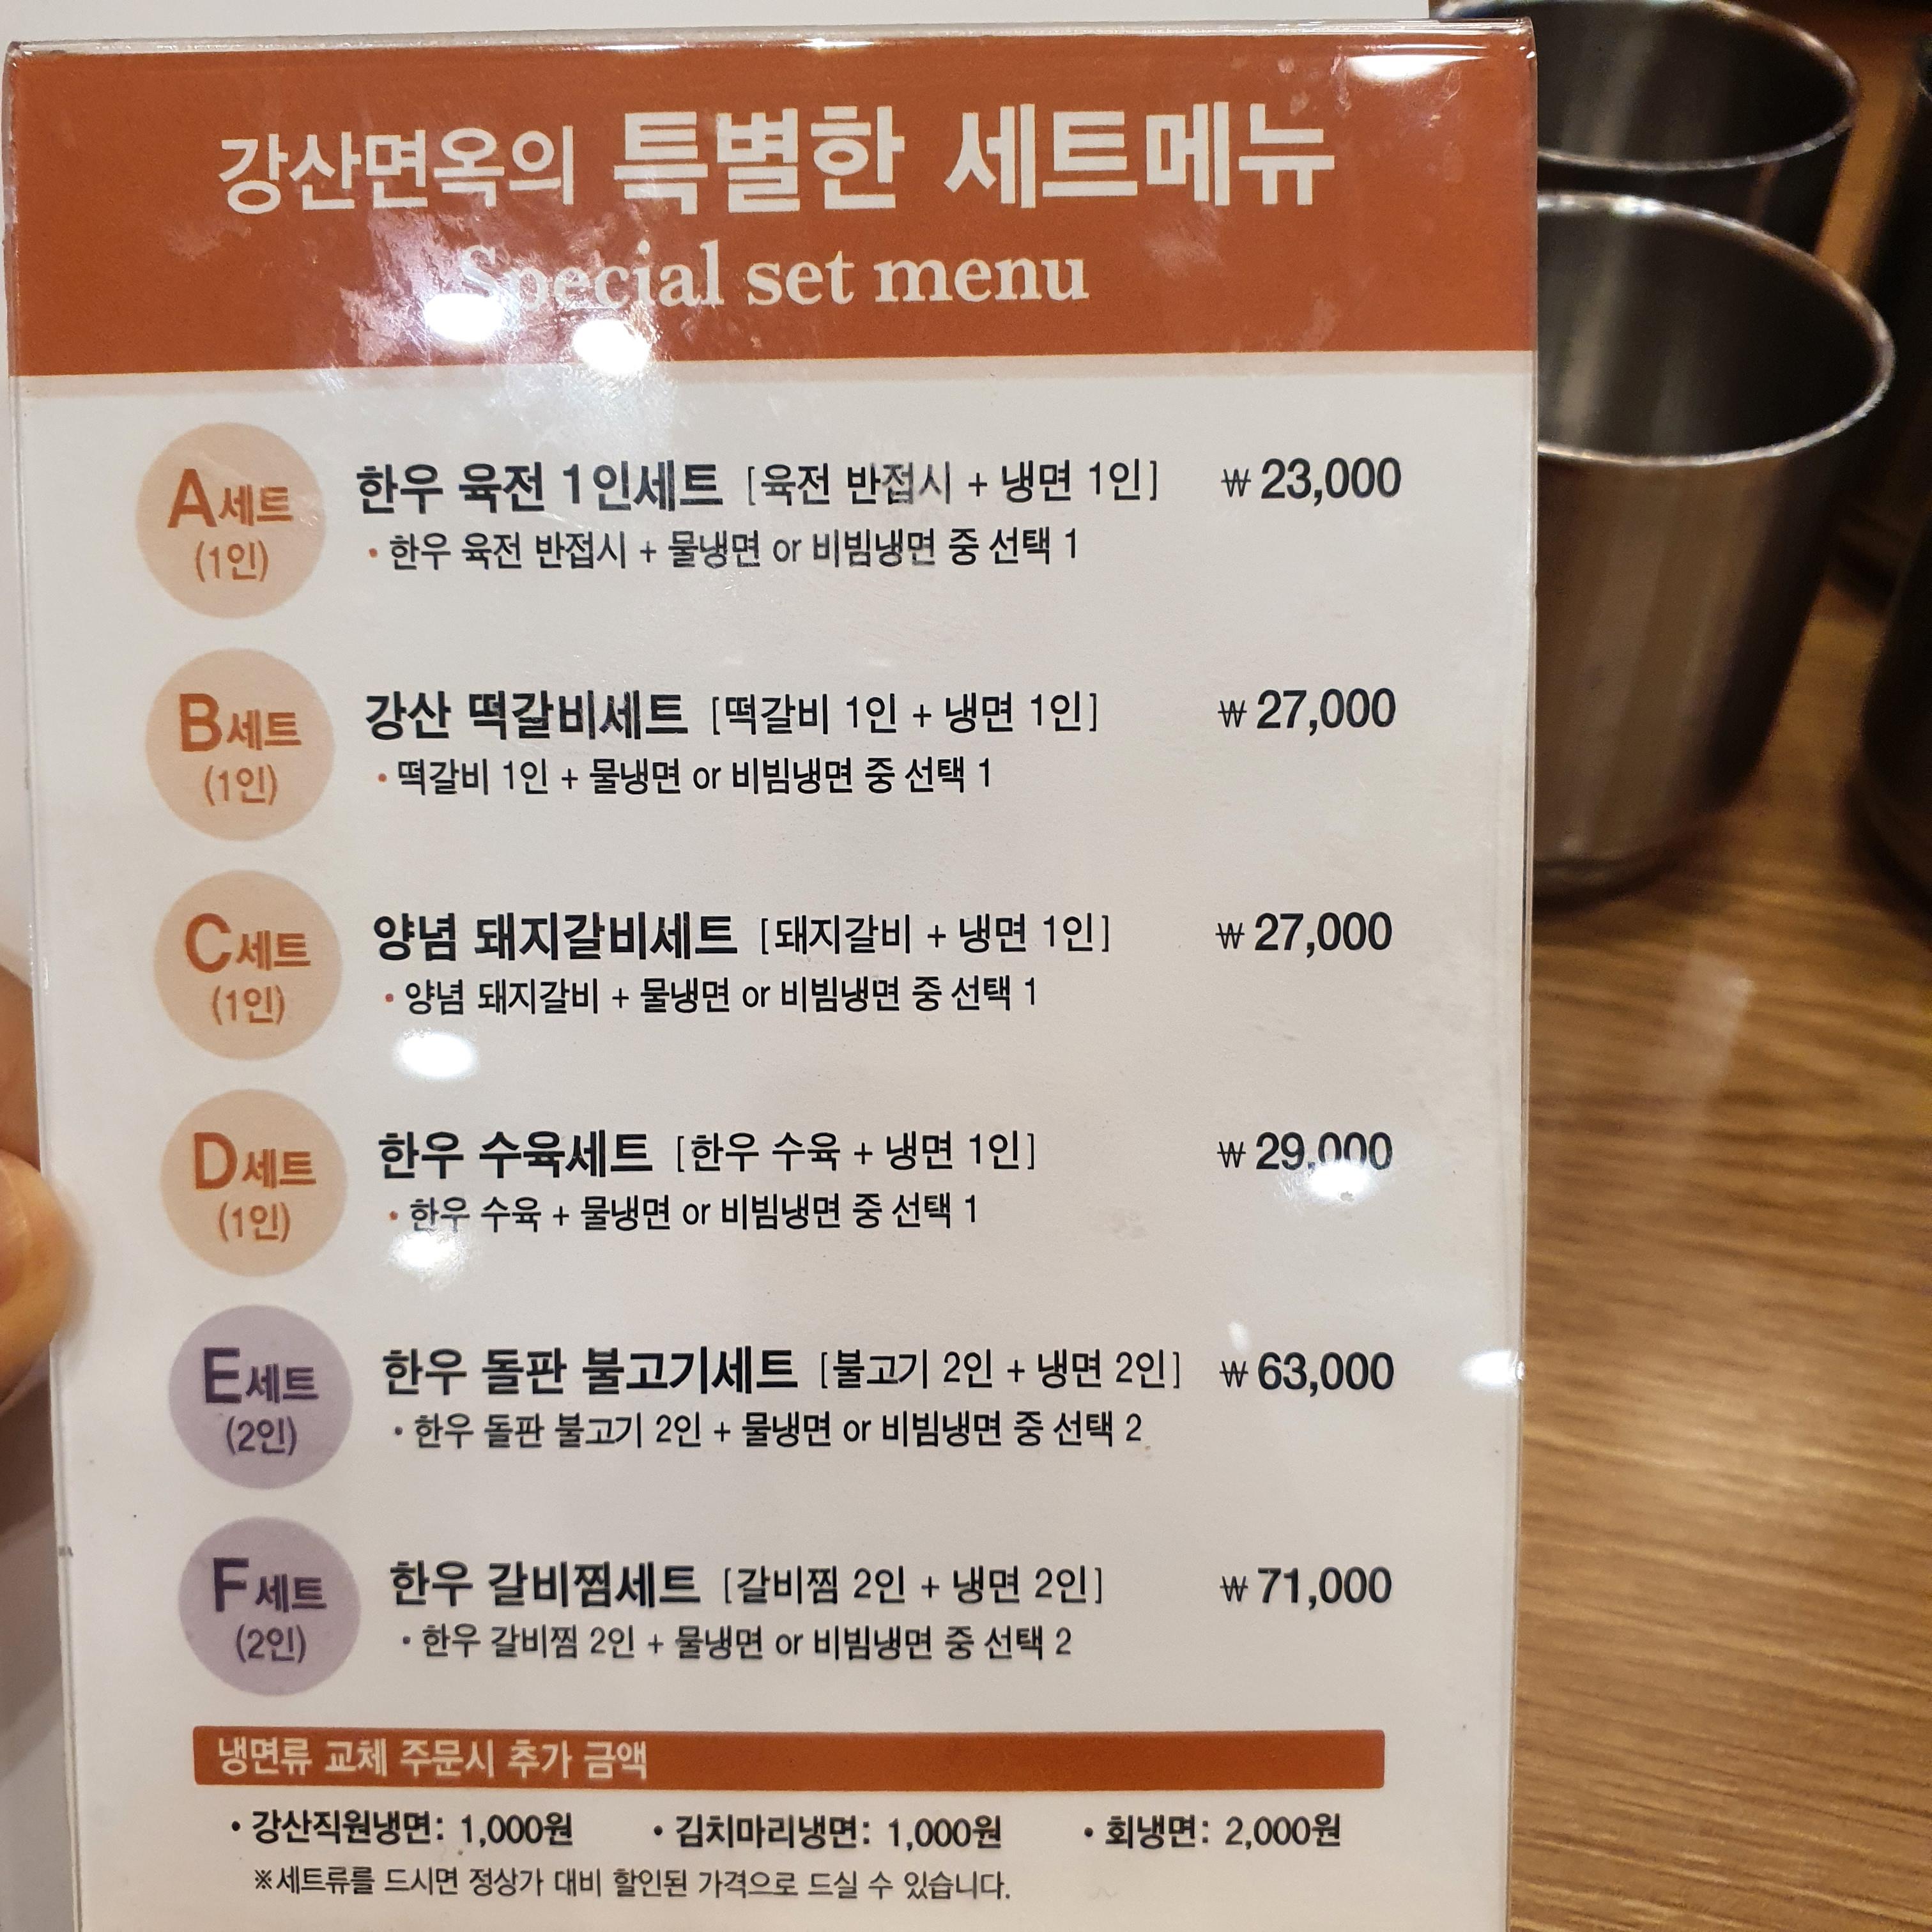 강산면옥의 특별한 세트메뉴
Special set menu
A세트 (1인)
한우 육전 1인세트 [육전 반접시 + 냉면 1인] ₩ 23,000
• 한우 육전 반접시 + 물냉면 or 비빔냉면 중 선택 1
B세트 (1인)
강산 떡갈비세트 [떡갈비 1인 + 냉면 1인] ₩ 27,000
• 떡갈비 1인 + 물냉면 or 비빔냉면 중 선택 1
C세트 (1인)
양념 돼지갈비세트 [돼지갈비 + 냉면 1인] ₩ 27,000
• 양념 돼지갈비 + 물냉면 or 비빔냉면 중 선택 1
D세트 (1인)
한우 수육세트 [한우 수육 + 냉면 1인] ₩ 29,000
• 한우 수육 + 물냉면 or 비빔냉면 중 선택 1
E세트 (2인)
한우 돌판 불고기세트 [불고기 2인 + 냉면 2인] ₩ 63,000
• 한우 돌판 불고기 2인 + 물냉면 or 비빔냉면 중 선택 2
F세트 (2인)
한우 갈비찜세트 [갈비찜 2인 + 냉면 2인] ₩ 71,000
• 한우 갈비찜 2인 + 물냉면 or 비빔냉면 중 선택 2
냉면류 교체 주문시 추가 금액
• 강산직원냉면: 1,000원 • 김치마리냉면: 1,000원 • 회냉면: 2,000원
※세트류를 드시면 정상가 대비 할인된 가격으로 드실 수 있습니다.